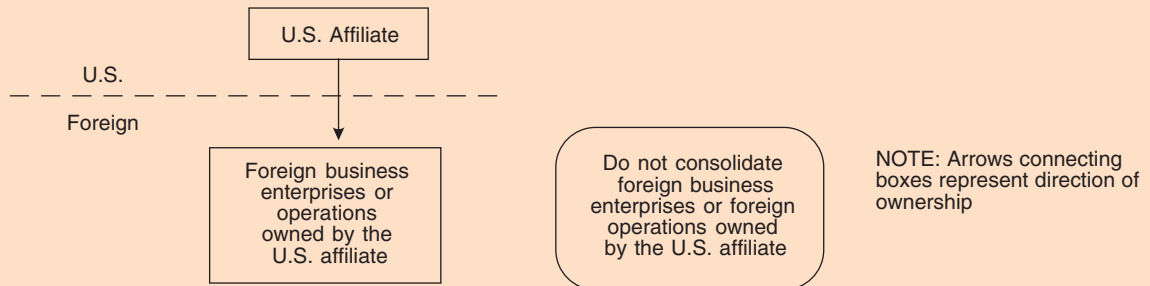 U.S. Affiliate
U.S.
Foreign
Foreign business
enterprises or
operations
owned by the
U.S. affiliate
Do not consolidate
foreign business
enterprises or foreign
operations owned
by the U.S. affiliate
NOTE: Arrows connecting
boxes represent direction of
ownership